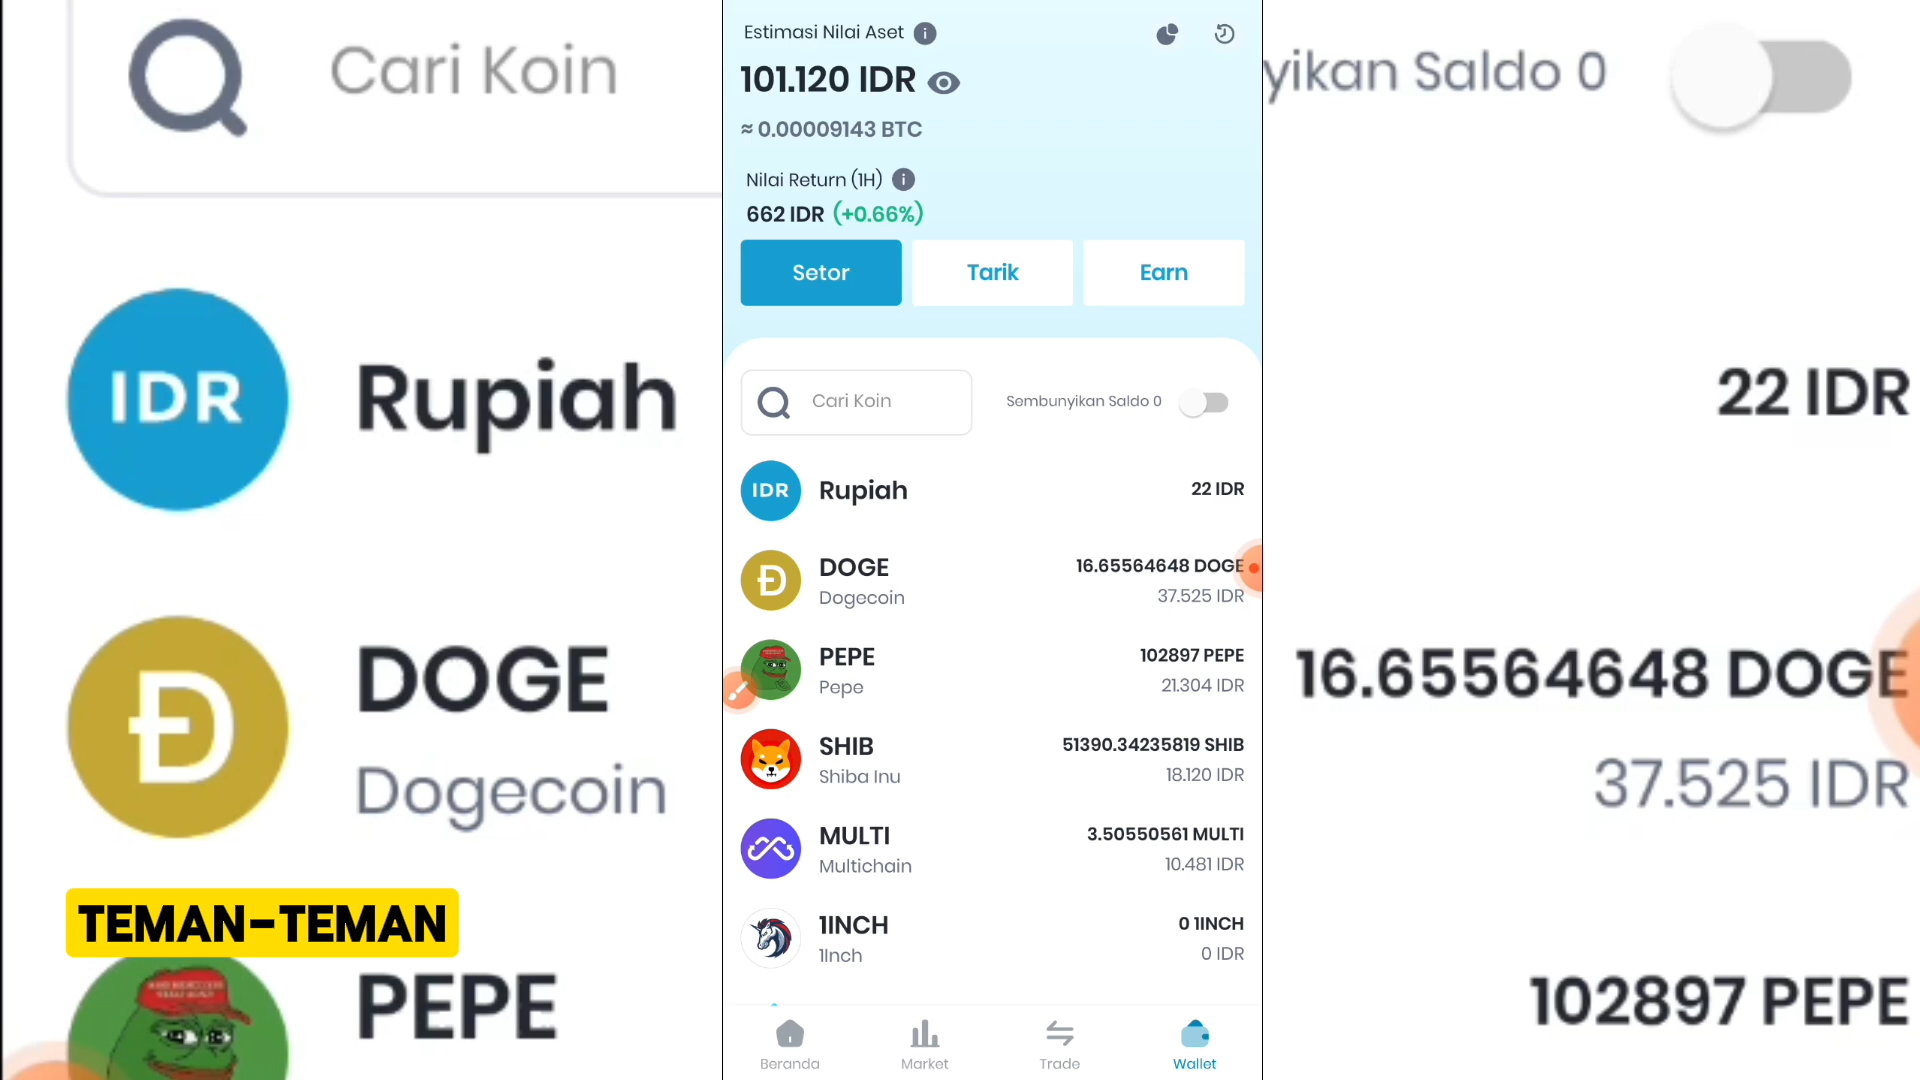 Cari Koin
yikan Saldo 0
IDR
Rupiah
22 IDR
DOGE
16.65564648 DOGE
Dogecoin
37.525 IDR
TEMAN-TEMAN
PEPE
102897 PEPE
Estimasi Nilai Aset
101.120 IDR
≈ 0.00009143 BTC
Nilai Return (1H)
662 IDR (+0.66%)
Setor
Tarik
Earn
Cari Koin
Sembunyikan Saldo 0
IDR
Rupiah
22 IDR
DOGE
16.65564648 DOGE
Dogecoin
37.525 IDR
PEPE
102897 PEPE
Pepe
21.304 IDR
SHIB
51390.34235819 SHIB
Shiba Inu
18.120 IDR
MULTI
3.50550561 MULTI
Multichain
10.481 IDR
1INCH
0 1INCH
1Inch
0 IDR
Beranda
Market
Trade
Wallet